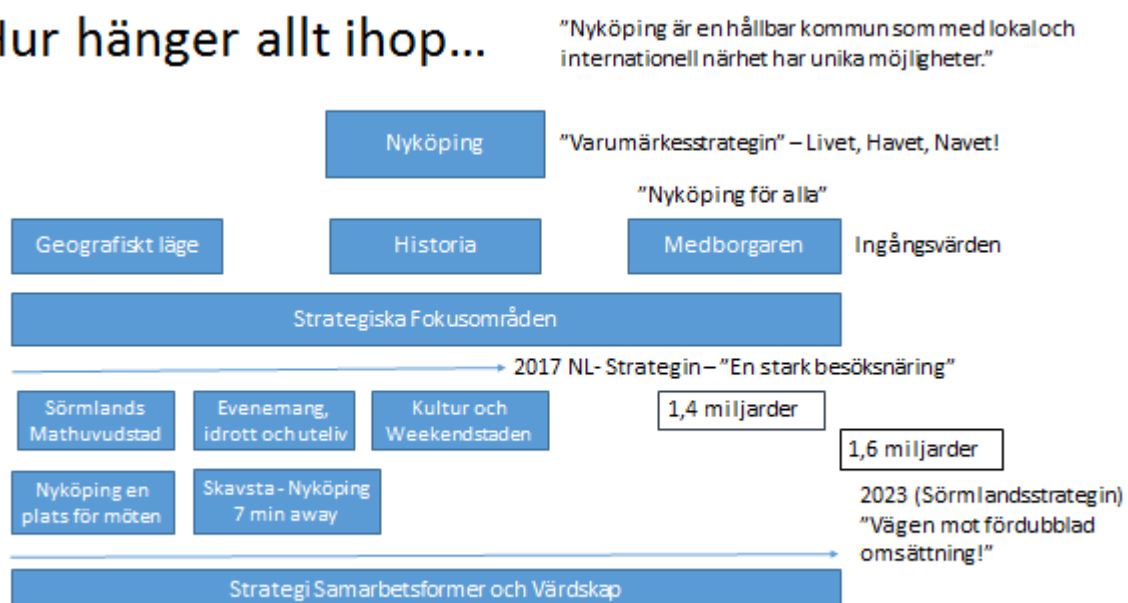 Hur hänger allt ihop...
”Nyköping är en hållbar kommun som med lokal och
internationell närhet har unika möjligheter.”
Nyköping
”Varumärkesstrategin” – Livet, Havet, Navet!
”Nyköping för alla”
Geografiskt läge
Historia
Medborgaren
Ingångsvärden
Strategiska Fokusområden
2017 NL- Strategin – ”En stark besöksnäring”
Sörmlands
Mathuvudstad
Evenemang,
idrott och uteliv
Kultur och
Weekendstaden
1,4 miljarder
1,6 miljarder
Nyköping en
plats för möten
Skavsta - Nyköping
7 min away
2023 (Sörmlandsstrategin)
”Vägen mot fördubblad
omsättning!”
Strategi Samarbetsformer och Värdskap